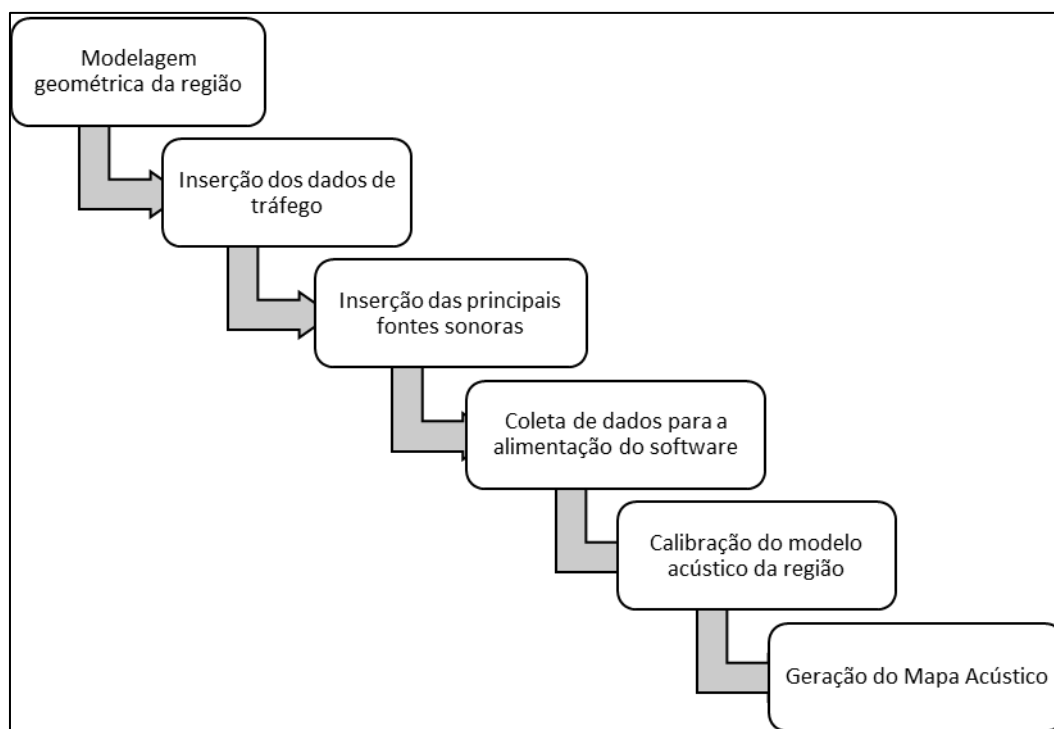 Modelagem
geométrica da região
Inserção dos dados de
tráfego
Inserção das principais
fontes sonoras
Coleta de dados para a
alimentação do software
Calibração do modelo
acústico da região
Geração do Mapa Acústico